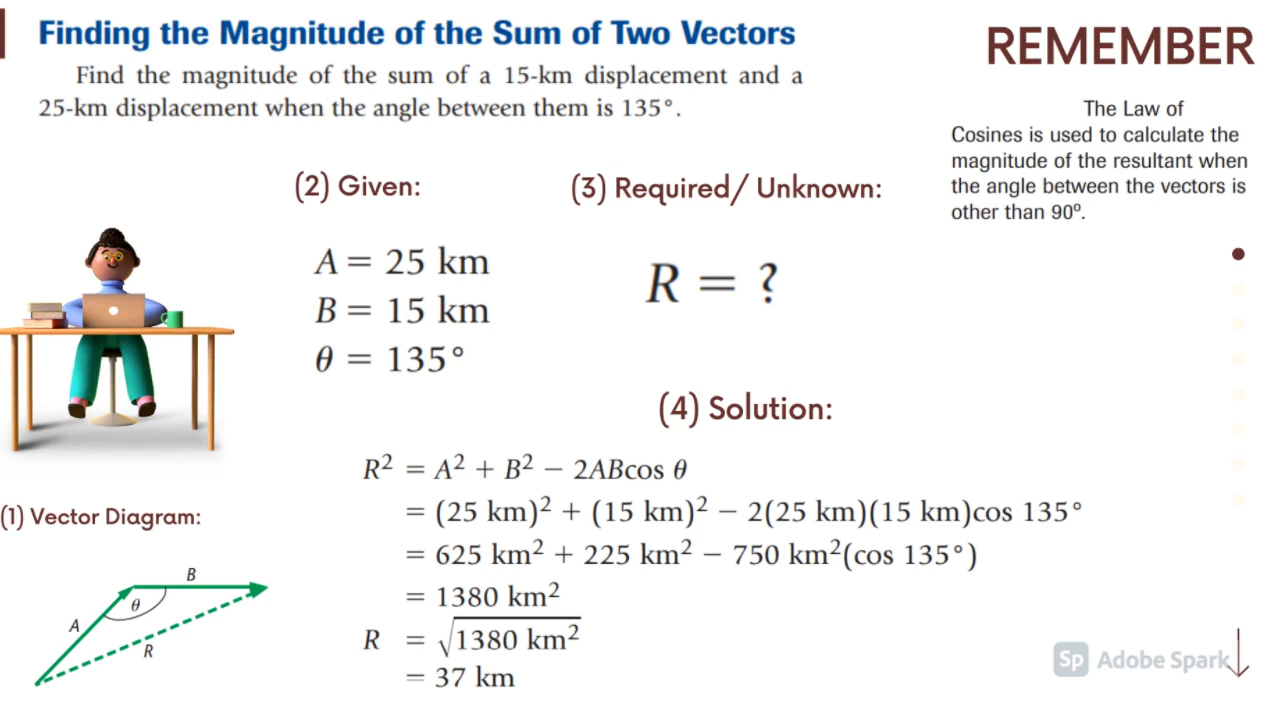 Finding the Magnitude of the Sum of Two Vectors
Find the magnitude of the sum of a 15-km displacement and a
25-km displacement when the angle between them is 135°.
REMEMBER
The Law of
Cosines is used to calculate the
magnitude of the resultant when
the angle between the vectors is
other than 90º.
(2) Given:
A = 25 km
B = 15 km
θ = 135°
(3) Required/ Unknown:
R = ?
(4) Solution:
R² = A² + B² − 2ABcos θ
= (25 km)² + (15 km)² − 2(25 km)(15 km)cos 135°
= 625 km² + 225 km² − 750 km²(cos 135°)
= 1380 km²
R = √1380 km²
= 37 km
(1) Vector Diagram:
B
θ
A
R
Sp Adobe Spark